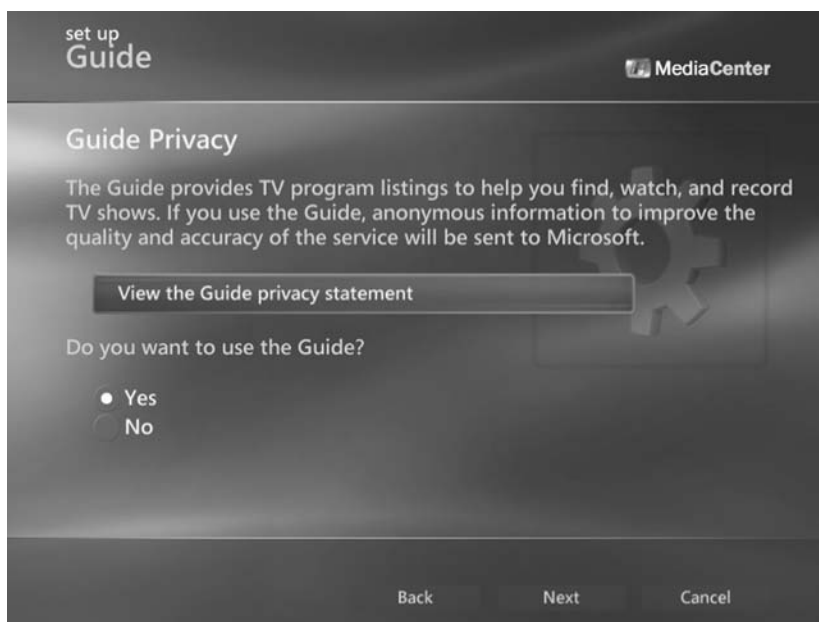 set up
Guide
MediaCenter
Guide Privacy
The Guide provides TV program listings to help you find, watch, and record
TV shows. If you use the Guide, anonymous information to improve the
quality and accuracy of the service will be sent to Microsoft.
View the Guide privacy statement
Do you want to use the Guide?
Yes
No
Back Next Cancel